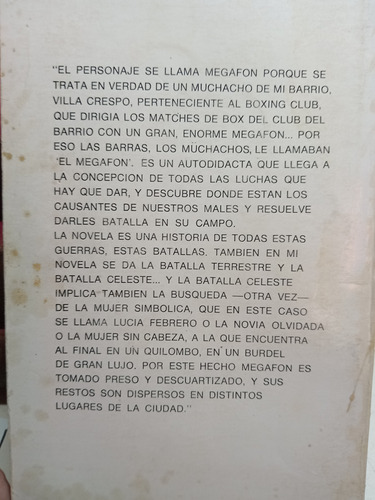 "EL PERSONAJE SE LLAMA MEGAFON PORQUE SE
TRATA EN VERDAD DE UN MUCHACHO DE MI BARRIO,
VILLA CRESPO, PERTENECIENTE AL BOXING CLUB,
QUE DIRIGIA LOS MATCHES DE BOX DEL CLUB DEL
BARRIO CON UN GRAN, ENORME MEGAFON... POR
ESO LAS BARRAS, LOS MUCHACHOS, LE LLAMABAN
'EL MEGAFON'. ES UN AUTODIDACTA QUE LLEGA A
LA CONCEPCION DE TODAS LAS LUCHAS QUE
HAY QUE DAR, Y DESCUBRE DONDE ESTAN LOS
CAUSANTES DE NUESTROS MALES Y RESUELVE
DARLES BATALLA EN SU CAMPO.
LA NOVELA ES UNA HISTORIA DE TODAS ESTAS
GUERRAS, ESTAS BATALLAS. TAMBIEN EN MI
NOVELA SE DA LA BATALLA TERRESTRE Y LA
BATALLA CELESTE... Y LA BATALLA CELESTE
IMPLICA TAMBIEN LA BUSQUEDA —OTRA VEZ—
DE LA MUJER SIMBOLICA, QUE EN ESTE CASO
SE LLAMA LUCIA FEBRERO O LA NOVIA OLVIDADA
O LA MUJER SIN CABEZA, A LA QUE ENCUENTRA
AL FINAL EN UN QUILOMBO, EN UN BURDEL
DE GRAN LUJO. POR ESTE HECHO MEGAFON ES
TOMADO PRESO Y DESCUARTIZADO, Y SUS
RESTOS SON DISPERSOS EN DISTINTOS
LUGARES DE LA CIUDAD."